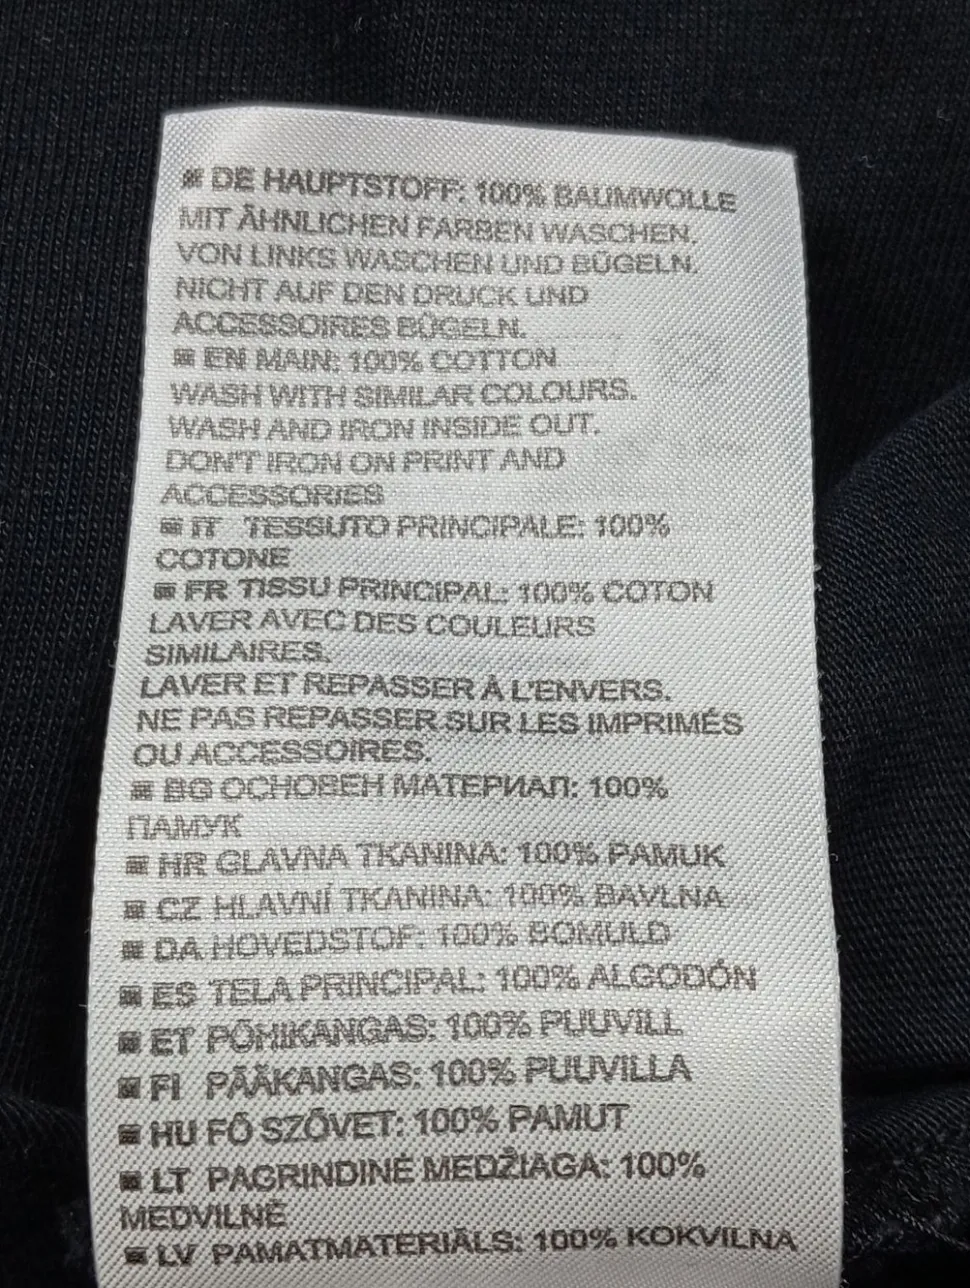 DE HAUPTSTOFF: 100% BAUMWOLLE
MIT ÄHNLICHEN FARBEN WASCHEN.
VON LINKS WASCHEN UND BÜGELN.
NICHT AUF DEN DRUCK UND
ACCESSOIRES BÜGELN.
EN MAIN: 100% COTTON
WASH WITH SIMILAR COLOURS.
WASH AND IRON INSIDE OUT.
DON'T IRON ON PRINT AND
ACCESSORIES
IT TESSUTO PRINCIPALE: 100%
COTONE
FR TISSU PRINCIPAL: 100% COTON
LAVER AVEC DES COULEURS
SIMILAIRES.
LAVER ET REPASSER À L'ENVERS.
NE PAS REPASSER SUR LES IMPRIMÉS
OU ACCESSOIRES.
BG ОСНОВЕН МАТЕРИАЛ: 100%
ПАМУК
HR GLAVNA TKANINA: 100% PAMUK
CZ HLAVNÍ TKANINA: 100% BAVLNA
DA HOVEDSTOF: 100% BOMULD
ES TELA PRINCIPAL: 100% ALGODÓN
ET PÕHIKANGAS: 100% PUUVILL
FI PÄÄKANGAS: 100% PUUVILLA
HU FŐ SZÖVET: 100% PAMUT
LT PAGRINDINĖ MEDŽIAGA: 100%
MEDVILNĖ
LV PAMATMATERIĀLS: 100% KOKVILNA